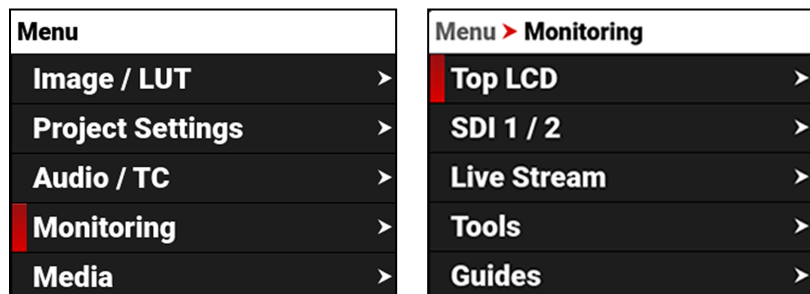 Menu
Image / LUT
Project Settings
Audio / TC
Monitoring
Media
Menu ➤ Monitoring
Top LCD
SDI 1 / 2
Live Stream
Tools
Guides